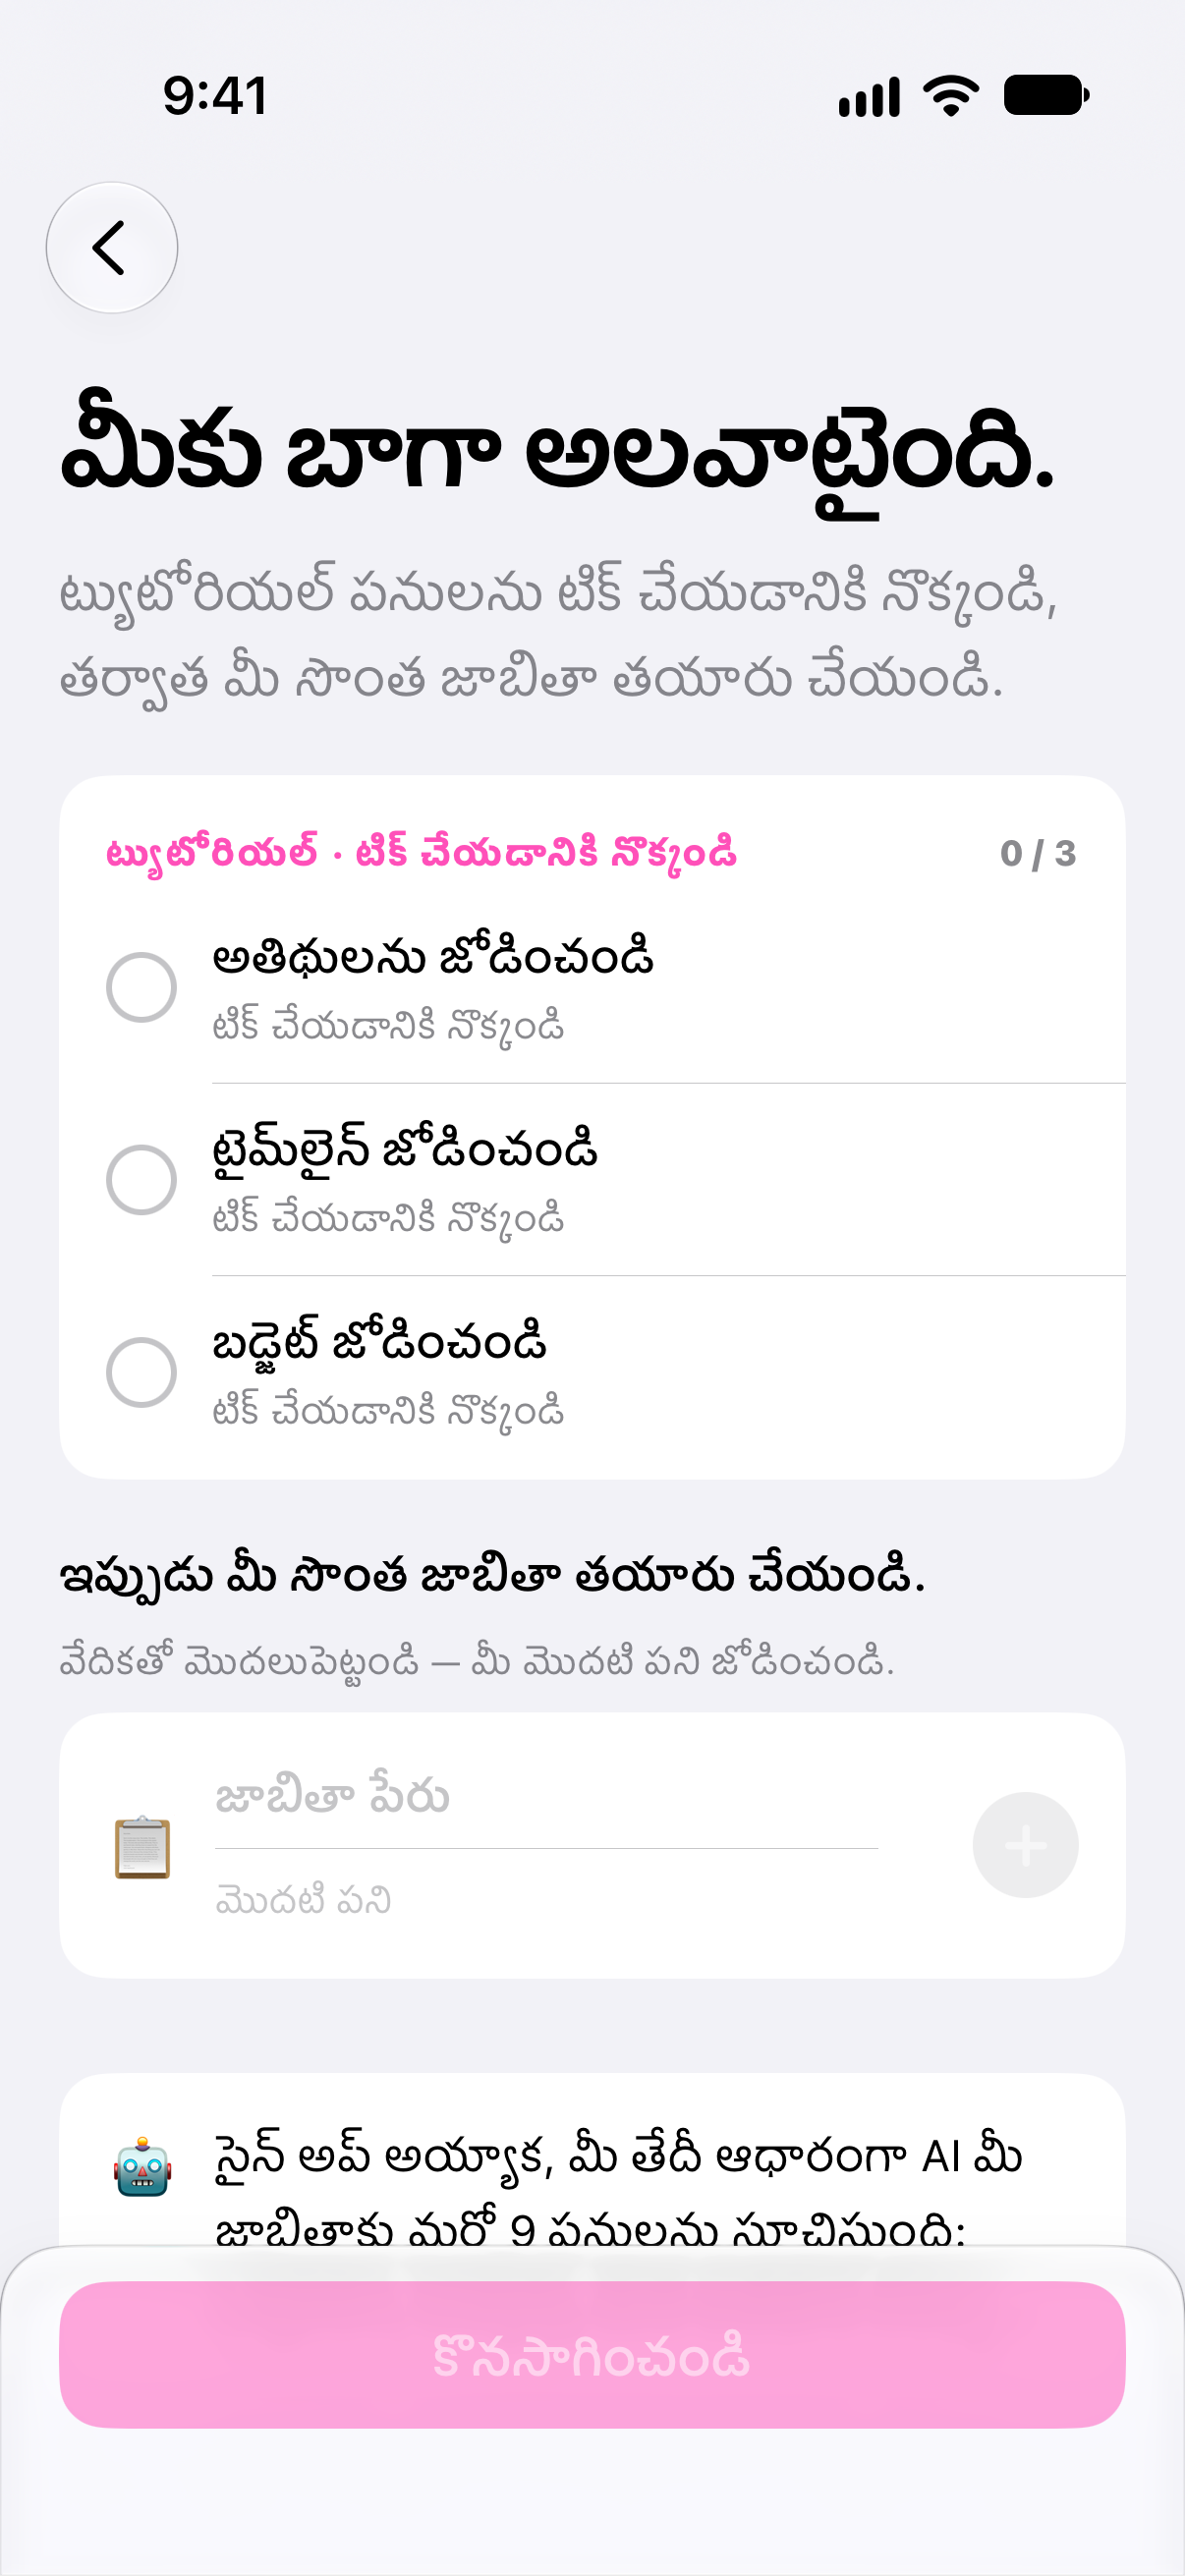 9:41
మీకు బాగా అలవాటైంది.
ట్యుటోరియల్ పనులను టిక్ చేయడానికి నొక్కండి,
తర్వాత మీ సొంత జాబితా తయారు చేయండి.
ట్యుటోరియల్ · టిక్ చేయడానికి నొక్కండి 0 / 3
అతిథులను జోడించండి
టిక్ చేయడానికి నొక్కండి
టైమ్‌లైన్ జోడించండి
టిక్ చేయడానికి నొక్కండి
బడ్జెట్ జోడించండి
టిక్ చేయడానికి నొక్కండి
ఇప్పుడు మీ సొంత జాబితా తయారు చేయండి.
వేదికతో మొదలుపెట్టండి — మీ మొదటి పని జోడించండి.
జాబితా పేరు
మొదటి పని
సైన్ అప్ అయ్యాక, మీ తేదీ ఆధారంగా AI మీ
జాబితాకు మరో 9 పనులను సూచిస్తుంది:
కొనసాగించండి